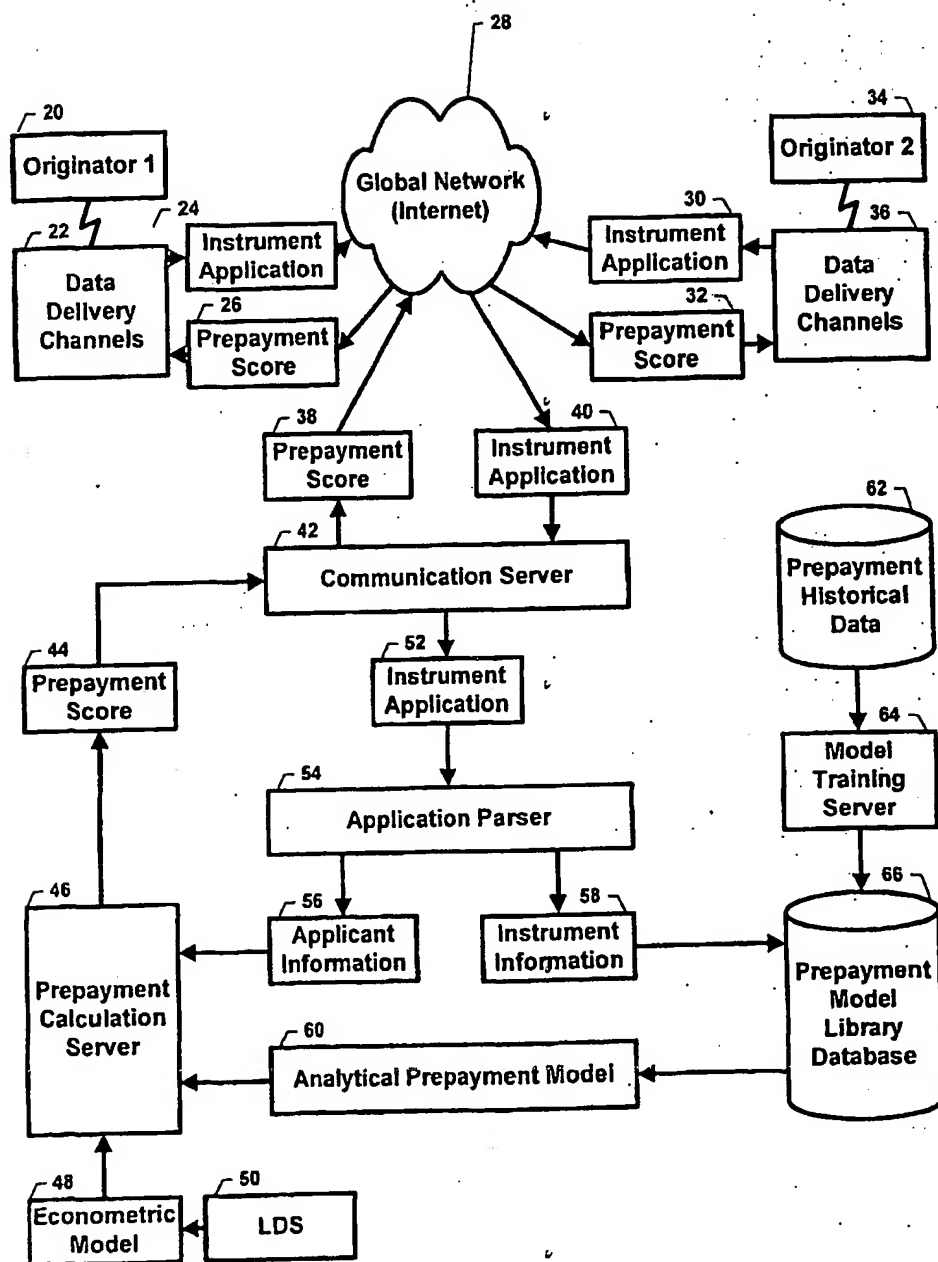 28
20
34
Originator 1
Originator 2
Global Network
(Internet)
24
30
22
36
Instrument
Application
Instrument
Application
Data
Delivery
Channels
Data
Delivery
Channels
26
32
Prepayment
Score
Prepayment
Score
38
40
Prepayment
Score
Instrument
Application
62
42
Communication Server
Prepayment
Historical
Data
44
52
Prepayment
Score
Instrument
Application
64
Model
Training
Server
54
Application Parser
46
56
58
66
Applicant
Information
Instrument
Information
Prepayment
Calculation
Server
Prepayment
Model
Library
Database
60
Analytical Prepayment Model
48
50
Econometric
Model
LDS